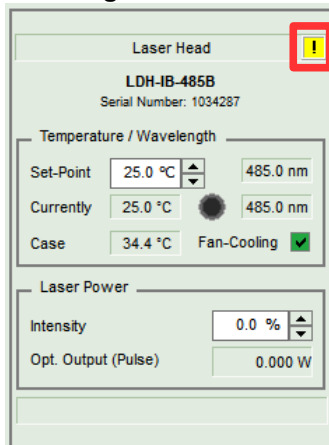 Laser Head !
LDH-IB-485B
Serial Number: 1034287
Temperature / Wavelength
Set-Point 25.0 °C 485.0 nm
Currently 25.0 °C 485.0 nm
Case 34.4 °C Fan-Cooling
Laser Power
Intensity 0.0 %
Opt. Output (Pulse) 0.000 W